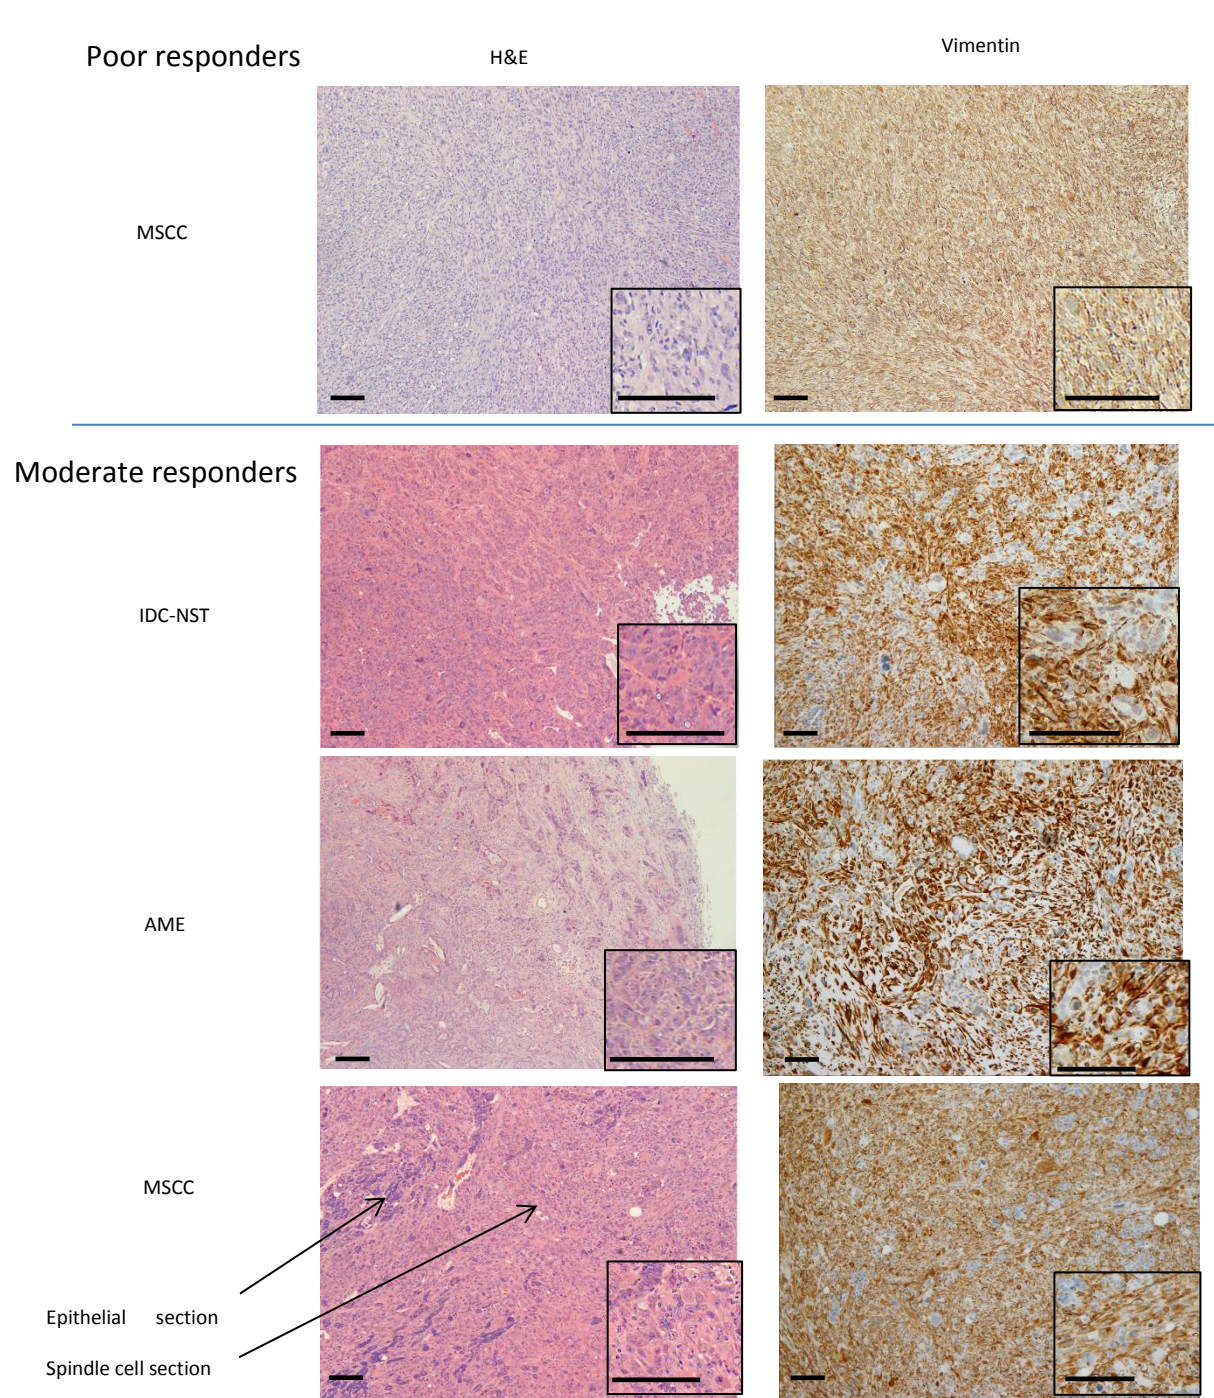 Poor responders
H&E
Vimentin
MSCC
Moderate responders
IDC-NST
AME
MSCC
Epithelial section
Spindle cell section